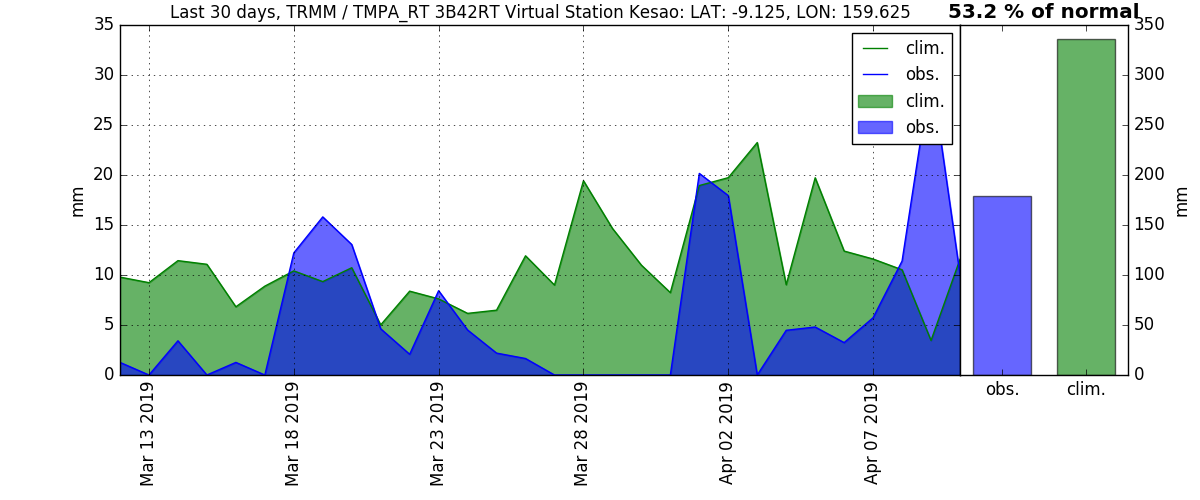 Last 30 days, TRMM / TMPA_RT 3B42RT Virtual Station Kesao: LAT: -9.125, LON: 159.625
53.2 % of normal
35
30
25
20
15
10
5
0
mm
clim.
obs.
clim.
obs.
350
300
250
200
150
100
50
0
mm
Mar 13 2019
Mar 18 2019
Mar 23 2019
Mar 28 2019
Apr 02 2019
Apr 07 2019
obs.
clim.